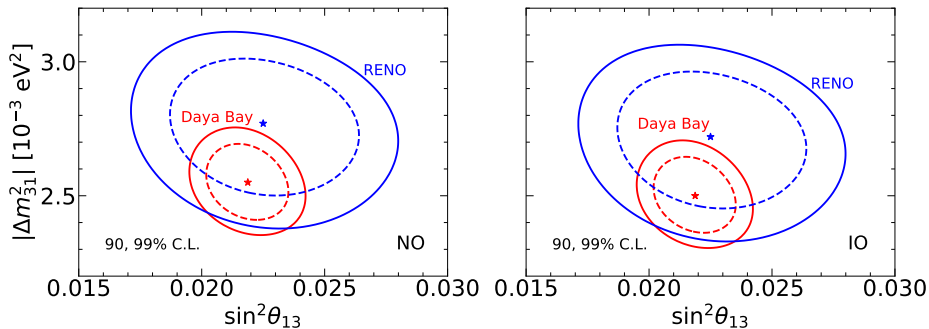 |Δm²₃₁| [10⁻³ eV²]
3.0
2.5
RENO
Daya Bay
90, 99% C.L.
NO
0.015
0.020
0.025
0.030
sin²θ₁₃
RENO
Daya Bay
90, 99% C.L.
IO
0.015
0.020
0.025
0.030
sin²θ₁₃